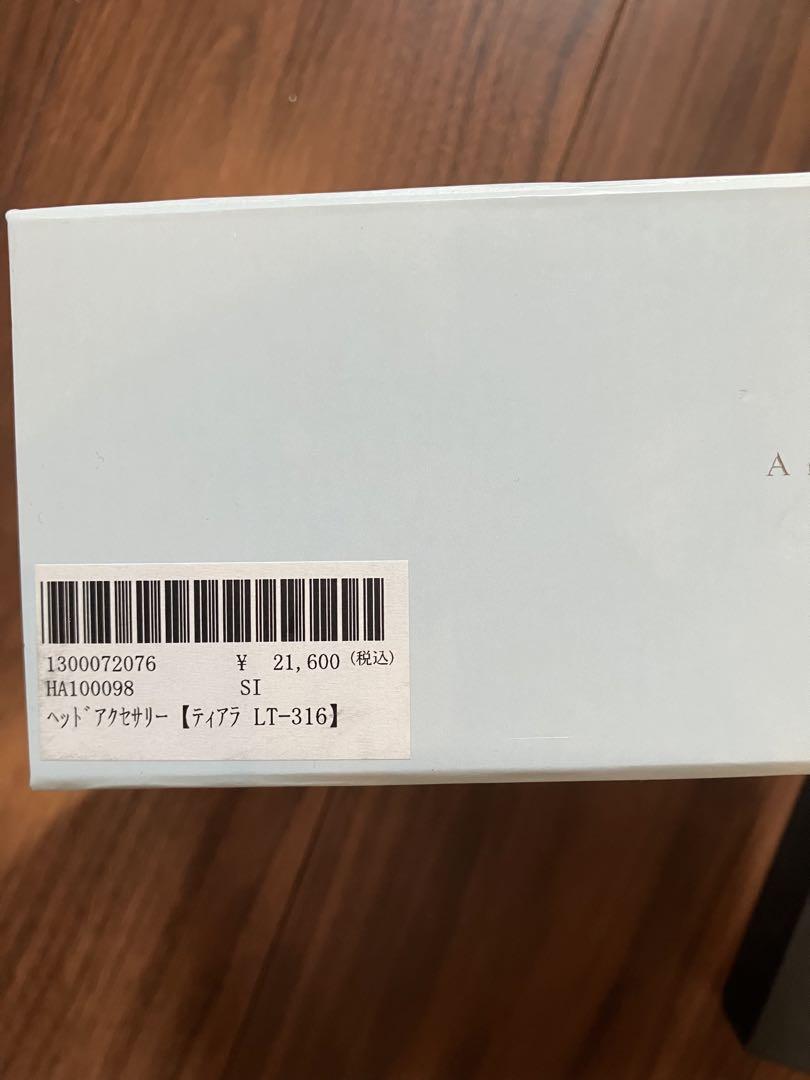 A
1300072076 ¥ 21,600 (税込)
HA100098 SI
ヘッドアクセサリー【ティアラ LT-316】